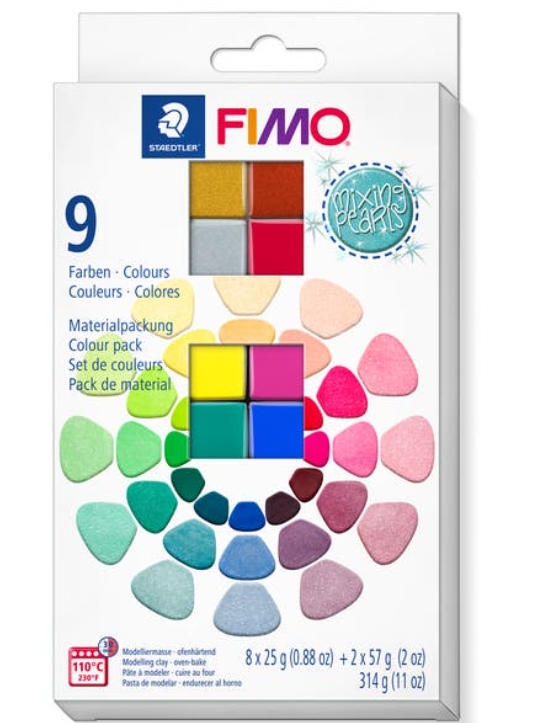 STAEDTLER
FIMO
mixing
pearls
9
Farben · Colours
Couleurs · Colores
Materialpackung
Colour pack
Set de couleurs
Pack de material
30
110°C
230°F
Modelliermasse · ofenhärtend
Modelling clay · oven-bake
Pâte à modeler · cuire au four
Pasta de modelar · endurecer al horno
8 x 25 g (0.88 oz) + 2 x 57 g (2 oz)
314 g (11 oz)